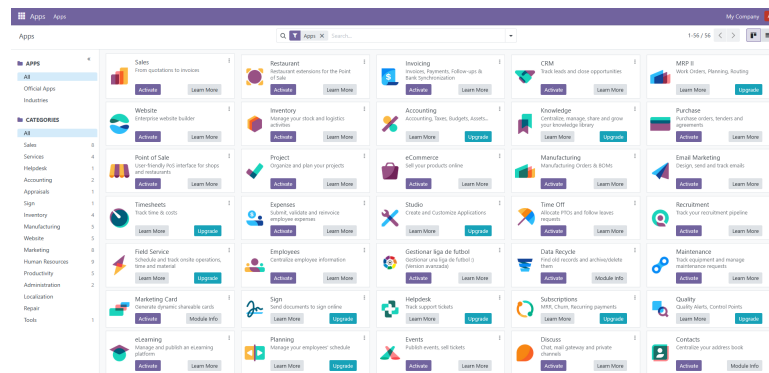 Apps Apps My Company
Apps Apps × Search... 1-56 / 56
APPS
All
Official Apps
Industries
CATEGORIES
All
Sales 6
Services 4
Helpdesk 1
Accounting 2
Appraisals 1
Sign 1
Inventory 4
Manufacturing 5
Website 5
Marketing 8
Human Resources 9
Productivity 5
Administration 2
Localization
Repair
Tools 1
Sales
From quotations to invoices
Activate Learn More
Restaurant
Restaurant extensions for the Point
of Sale
Activate Learn More
Invoicing
Invoices, Payments, Follow-ups &
Bank Synchronization
Activate Learn More
CRM
Track leads and close opportunities
Activate Learn More
MRP II
Work Orders, Planning, Routing
Learn More Upgrade
Website
Enterprise website builder
Activate Learn More
Inventory
Manage your stock and logistics
activities
Activate Learn More
Accounting
Accounting, Taxes, Budgets, Assets...
Learn More Upgrade
Knowledge
Centralize, manage, share and grow
your knowledge library
Learn More Upgrade
Purchase
Purchase orders, tenders and
agreements
Activate Learn More
Point of Sale
User-friendly PoS interface for shops
and restaurants
Activate Learn More
Project
Organize and plan your projects
Activate Learn More
eCommerce
Sell your products online
Activate Learn More
Manufacturing
Manufacturing Orders & BOMs
Activate Learn More
Email Marketing
Design, send and track emails
Activate Learn More
Timesheets
Track time & costs
Learn More Upgrade
Expenses
Submit, validate and reinvoice
employee expenses
Activate Learn More
Studio
Create and Customize Applications
Learn More Upgrade
Time Off
Allocate PTOs and follow leaves
requests
Activate Learn More
Recruitment
Track your recruitment pipeline
Activate Learn More
Field Service
Schedule and track onsite operations,
time and material
Learn More Upgrade
Employees
Centralize employee information
Activate Learn More
Gestionar liga de futbol
Gestionar una liga de futbol :)
(Version avanzada)
Activate Learn More
Data Recycle
Find old records and archive/delete
them
Activate Module Info
Maintenance
Track equipment and manage
maintenance requests
Activate Learn More
Marketing Card
Generate dynamic shareable cards
Activate Module Info
Sign
Send documents to sign online
Learn More Upgrade
Helpdesk
Track support tickets
Learn More Upgrade
Subscriptions
MRR, Churn, Recurring payments
Learn More Upgrade
Quality
Quality Alerts, Control Points
Learn More Upgrade
eLearning
Manage and publish an eLearning
platform
Activate Learn More
Planning
Manage your employees' schedule
Learn More Upgrade
Events
Publish events, sell tickets
Activate Learn More
Discuss
Chat, mail gateway and private
channels
Activate Learn More
Contacts
Centralize your address book
Activate Module Info